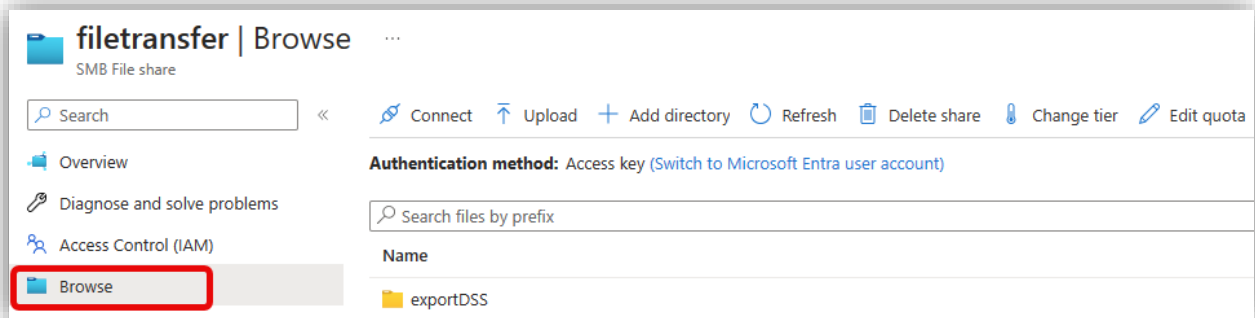 filetransfer | Browse ...
SMB File share
Search «
Connect Upload Add directory Refresh Delete share Change tier Edit quota
Overview
Authentication method: Access key (Switch to Microsoft Entra user account)
Diagnose and solve problems
Search files by prefix
Access Control (IAM)
Name
Browse
exportDSS